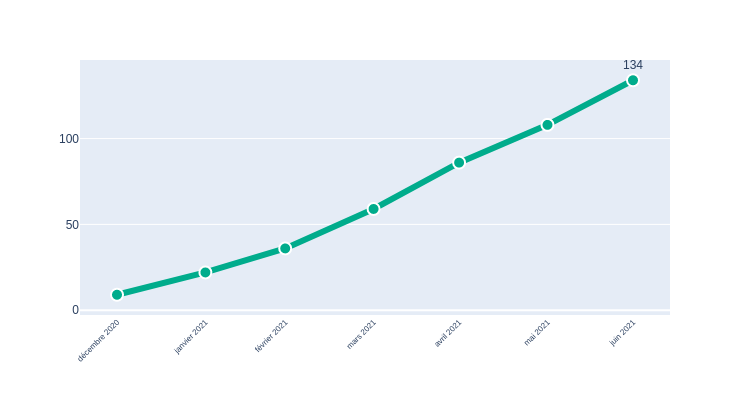 134
100
50
0
décembre 2020
janvier 2021
février 2021
mars 2021
avril 2021
mai 2021
juin 2021